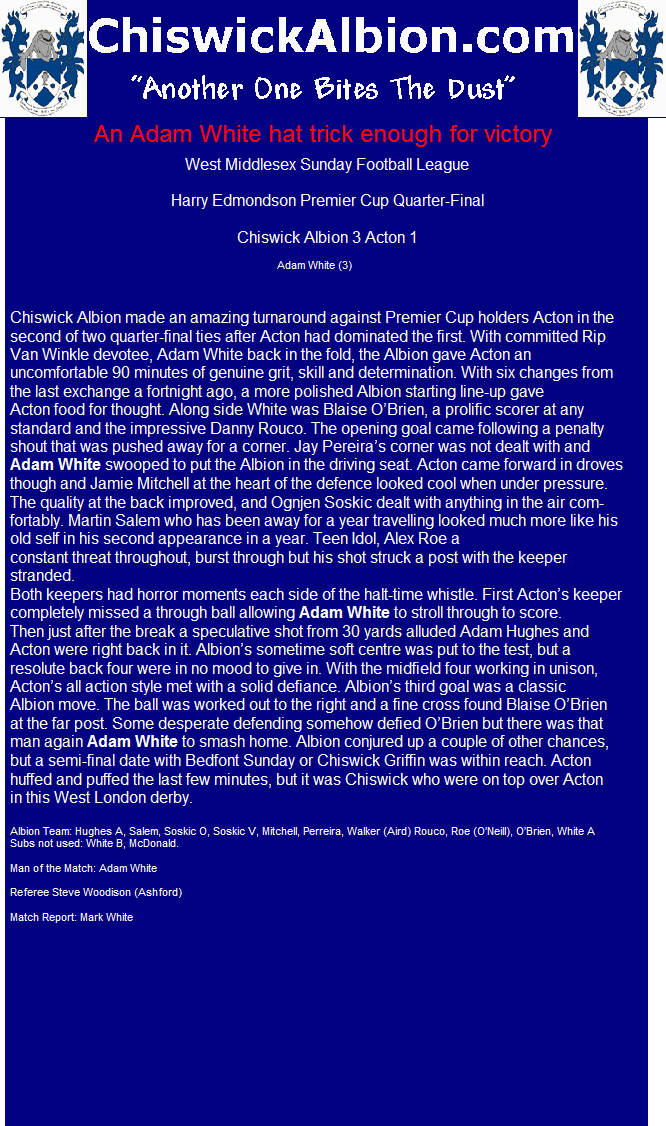 ChiswickAlbion.com
“Another One Bites The Dust”
An Adam White hat trick enough for victory
West Middlesex Sunday Football League
Harry Edmondson Premier Cup Quarter-Final
Chiswick Albion 3 Acton 1
Adam White (3)
Chiswick Albion made an amazing turnaround against Premier Cup holders Acton in the
second of two quarter-final ties after Acton had dominated the first. With committed Rip
Van Winkle devotee, Adam White back in the fold, the Albion gave Acton an
uncomfortable 90 minutes of genuine grit, skill and determination. With six changes from
the last exchange a fortnight ago, a more polished Albion starting line-up gave
Acton food for thought. Along side White was Blaise O’Brien, a prolific scorer at any
standard and the impressive Danny Rouco. The opening goal came following a penalty
shout that was pushed away for a corner. Jay Pereira’s corner was not dealt with and
Adam White swooped to put the Albion in the driving seat. Acton came forward in droves
though and Jamie Mitchell at the heart of the defence looked cool when under pressure.
The quality at the back improved, and Ognjen Soskic dealt with anything in the air com-
fortably. Martin Salem who has been away for a year travelling looked much more like his
old self in his second appearance in a year. Teen Idol, Alex Roe a
constant threat throughout, burst through but his shot struck a post with the keeper
stranded.
Both keepers had horror moments each side of the halt-time whistle. First Acton’s keeper
completely missed a through ball allowing Adam White to stroll through to score.
Then just after the break a speculative shot from 30 yards alluded Adam Hughes and
Acton were right back in it. Albion’s sometime soft centre was put to the test, but a
resolute back four were in no mood to give in. With the midfield four working in unison,
Acton’s all action style met with a solid defiance. Albion’s third goal was a classic
Albion move. The ball was worked out to the right and a fine cross found Blaise O’Brien
at the far post. Some desperate defending somehow defied O’Brien but there was that
man again Adam White to smash home. Albion conjured up a couple of other chances,
but a semi-final date with Bedfont Sunday or Chiswick Griffin was within reach. Acton
huffed and puffed the last few minutes, but it was Chiswick who were on top over Acton
in this West London derby.
Albion Team: Hughes A, Salem, Soskic O, Soskic V, Mitchell, Perreira, Walker (Aird) Rouco, Roe (O'Neill), O'Brien, White A
Subs not used: White B, McDonald.
Man of the Match: Adam White
Referee Steve Woodison (Ashford)
Match Report: Mark White